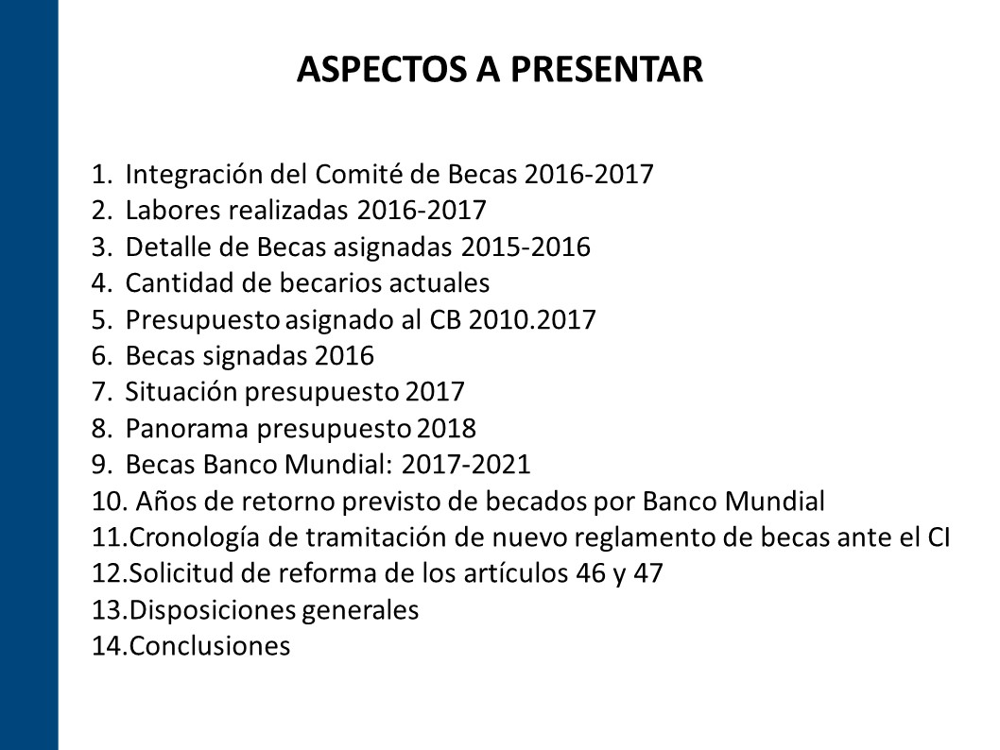 ASPECTOS A PRESENTAR
1. Integración del Comité de Becas 2016-2017
2. Labores realizadas 2016-2017
3. Detalle de Becas asignadas 2015-2016
4. Cantidad de becarios actuales
5. Presupuesto asignado al CB 2010.2017
6. Becas signadas 2016
7. Situación presupuesto 2017
8. Panorama presupuesto 2018
9. Becas Banco Mundial: 2017-2021
10. Años de retorno previsto de becados por Banco Mundial
11.Cronología de tramitación de nuevo reglamento de becas ante el CI
12.Solicitud de reforma de los artículos 46 y 47
13.Disposiciones generales
14.Conclusiones